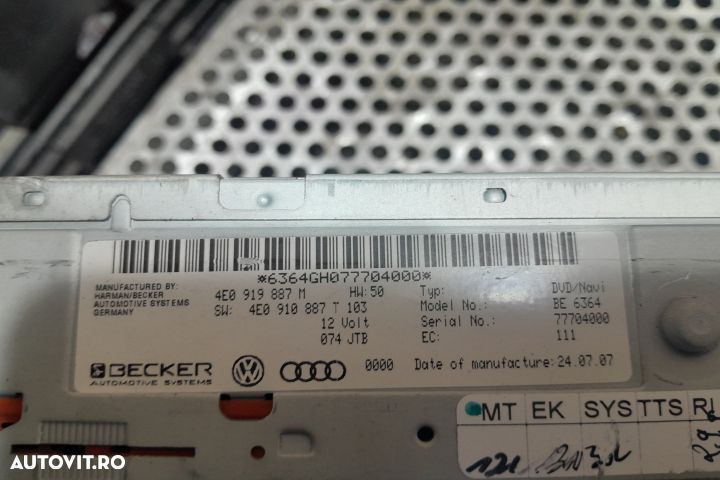 *6364GH077704000*
MANUFACTURED BY:
HARMAN/BECKER
AUTOMOTIVE SYSTEMS
GERMANY
4E0 919 887 M HW:50
SW: 4E0 910 887 T 103
12 Volt
074 JTB
Typ: DVD/Navi
Model No.: BE 6364
Serial No.: 77704000
EC: 111
BECKER
AUTOMOTIVE SYSTEMS
0000 Date of manufacture: 24.07.07
MT EK SYS TTS RI
AUTOVIT.RO